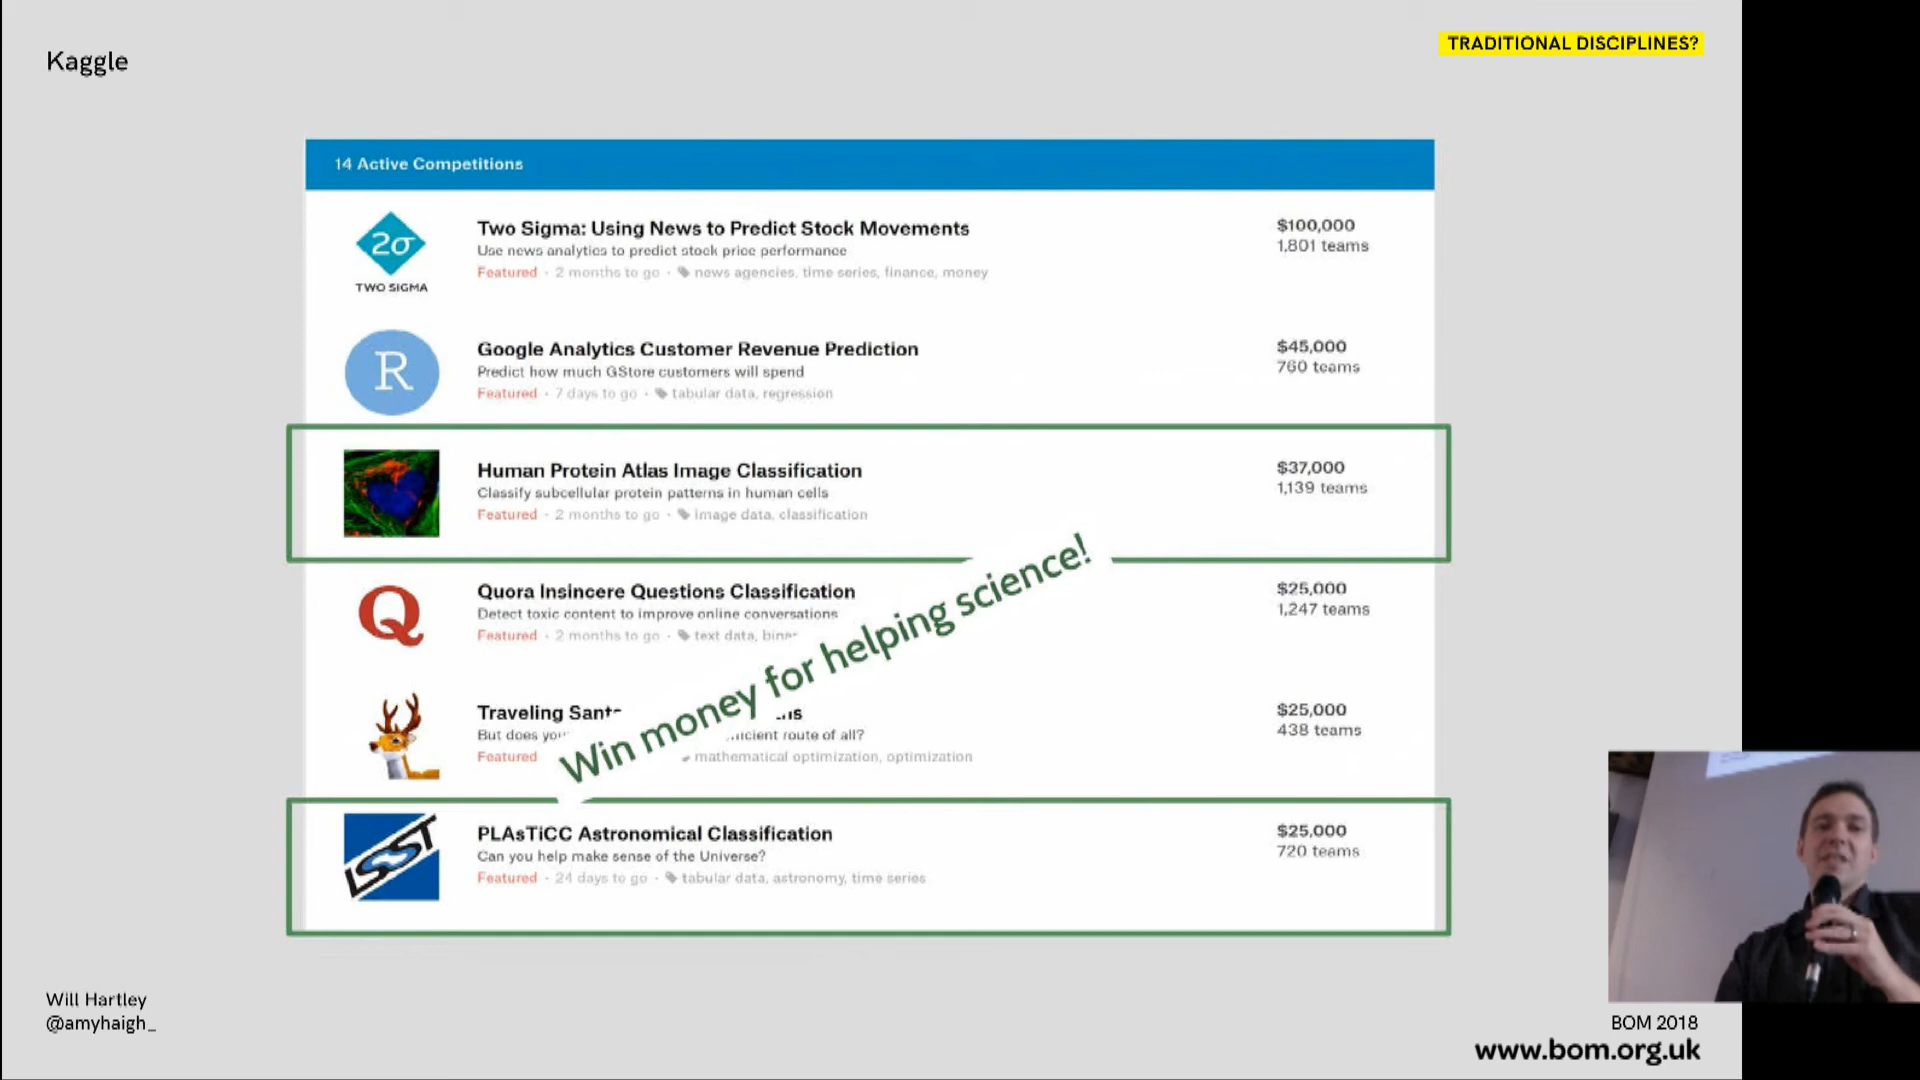 Kaggle
TRADITIONAL DISCIPLINES?
14 Active Competitions
2σ
TWO SIGMA
Two Sigma: Using News to Predict Stock Movements
Use news analytics to predict stock price performance
Featured · 2 months to go · news agencies, time series, finance, money
$100,000
1,801 teams
R
Google Analytics Customer Revenue Prediction
Predict how much GStore customers will spend
Featured · 7 days to go · tabular data, regression
$45,000
760 teams
Human Protein Atlas Image Classification
Classify subcellular protein patterns in human cells
Featured · 2 months to go · image data, classification
$37,000
1,139 teams
Q
Quora Insincere Questions Classification
Detect toxic content to improve online conversations
Featured · 2 months to go · text data,
$25,000
1,247 teams
Win money for helping science!
Traveling
But does route of all?
Featured mathematical optimization, optimization
$25,000
438 teams
LSST
PLAsTiCC Astronomical Classification
Can you help make sense of the Universe?
Featured · 24 days to go · tabular data, astronomy, time series
$25,000
720 teams
Will Hartley
@amyhaigh_
BOM 2018
www.bom.org.uk